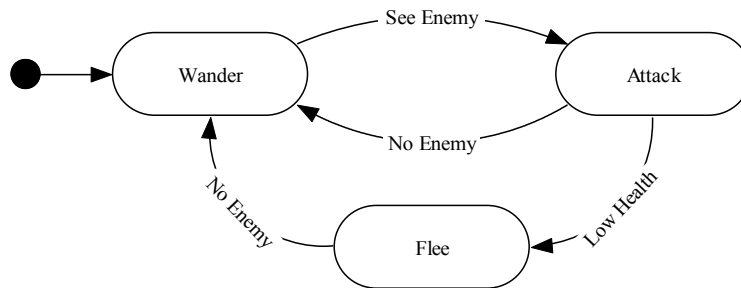 See Enemy
Wander
Attack
No Enemy
No Enemy
Low Health
Flee